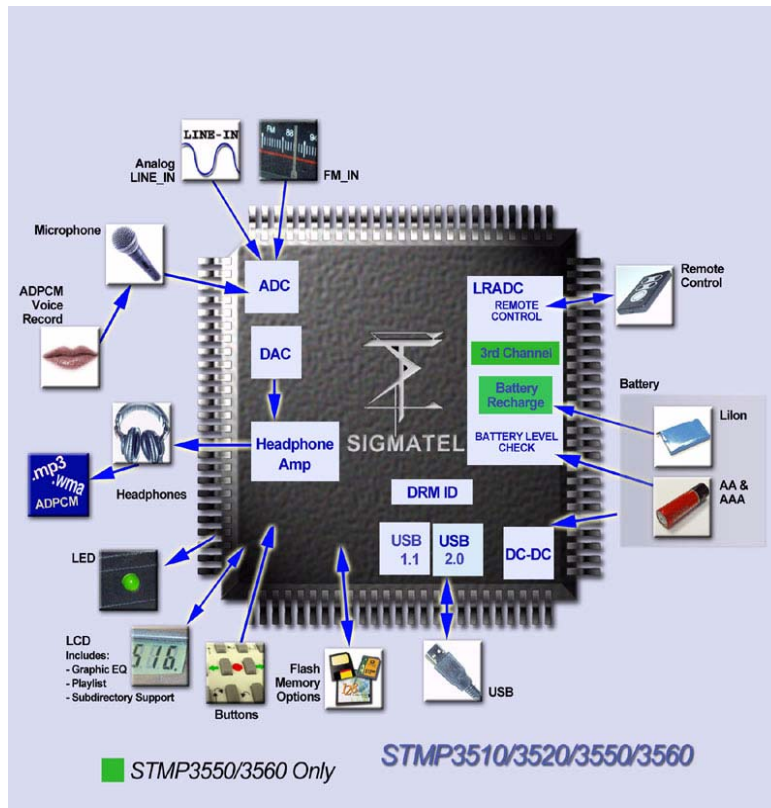 LINE-IN
FM 88
Analog
LINE_IN
FM_IN
Microphone
ADPCM
Voice
Record
ADC
DAC
Headphone
Amp
SIGMATEL
LRADC
REMOTE
CONTROL
3rd Channel
Battery
Recharge
BATTERY LEVEL
CHECK
Remote
Control
Battery
LiIon
AA &
AAA
.mp3
.wma
ADPCM
Headphones
DRM ID
USB
1.1
USB
2.0
DC-DC
LED
LCD
Includes:
- Graphic EQ
- Playlist
- Subdirectory Support
516.
Buttons
Flash
Memory
Options
USB
STMP3550/3560 Only
STMP3510/3520/3550/3560